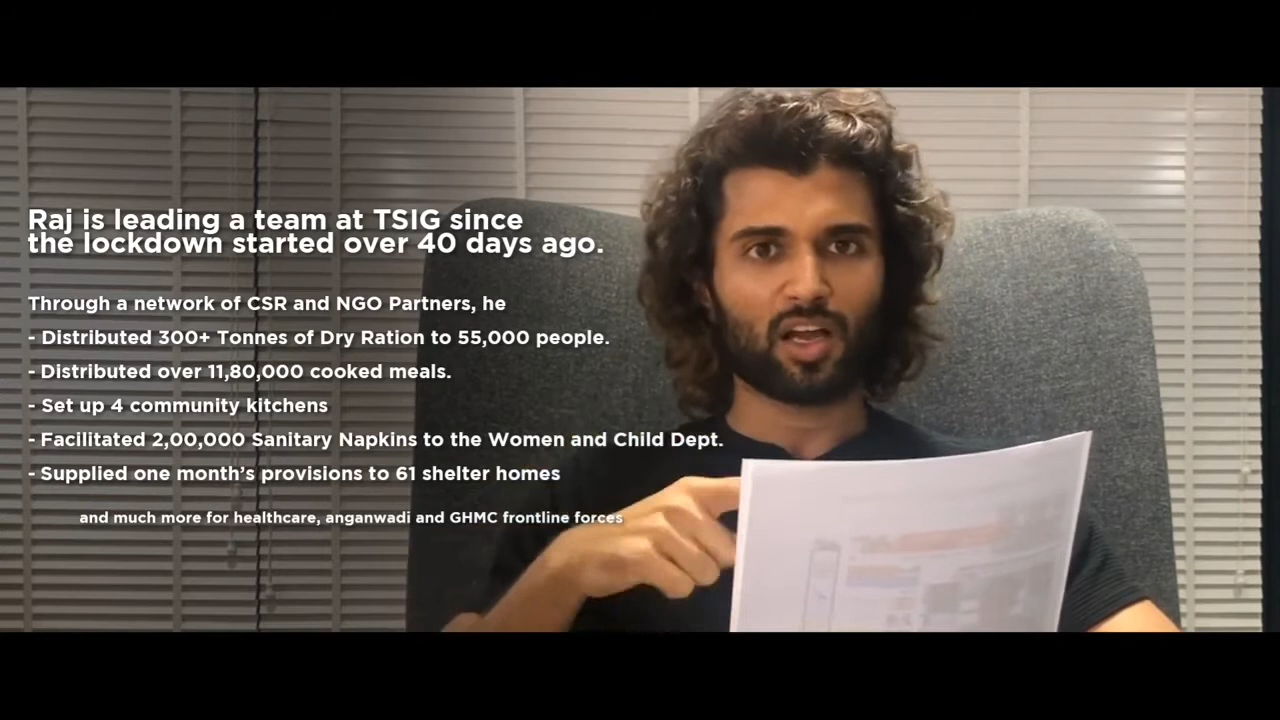 Raj is leading a team at TSIG since
the lockdown started over 40 days ago.
Through a network of CSR and NGO Partners, he
- Distributed 300+ Tonnes of Dry Ration to 55,000 people.
- Distributed over 11,80,000 cooked meals.
- Set up 4 community kitchens
- Facilitated 2,00,000 Sanitary Napkins to the Women and Child Dept.
- Supplied one month’s provisions to 61 shelter homes
and much more for healthcare, anganwadi and GHMC frontline forces